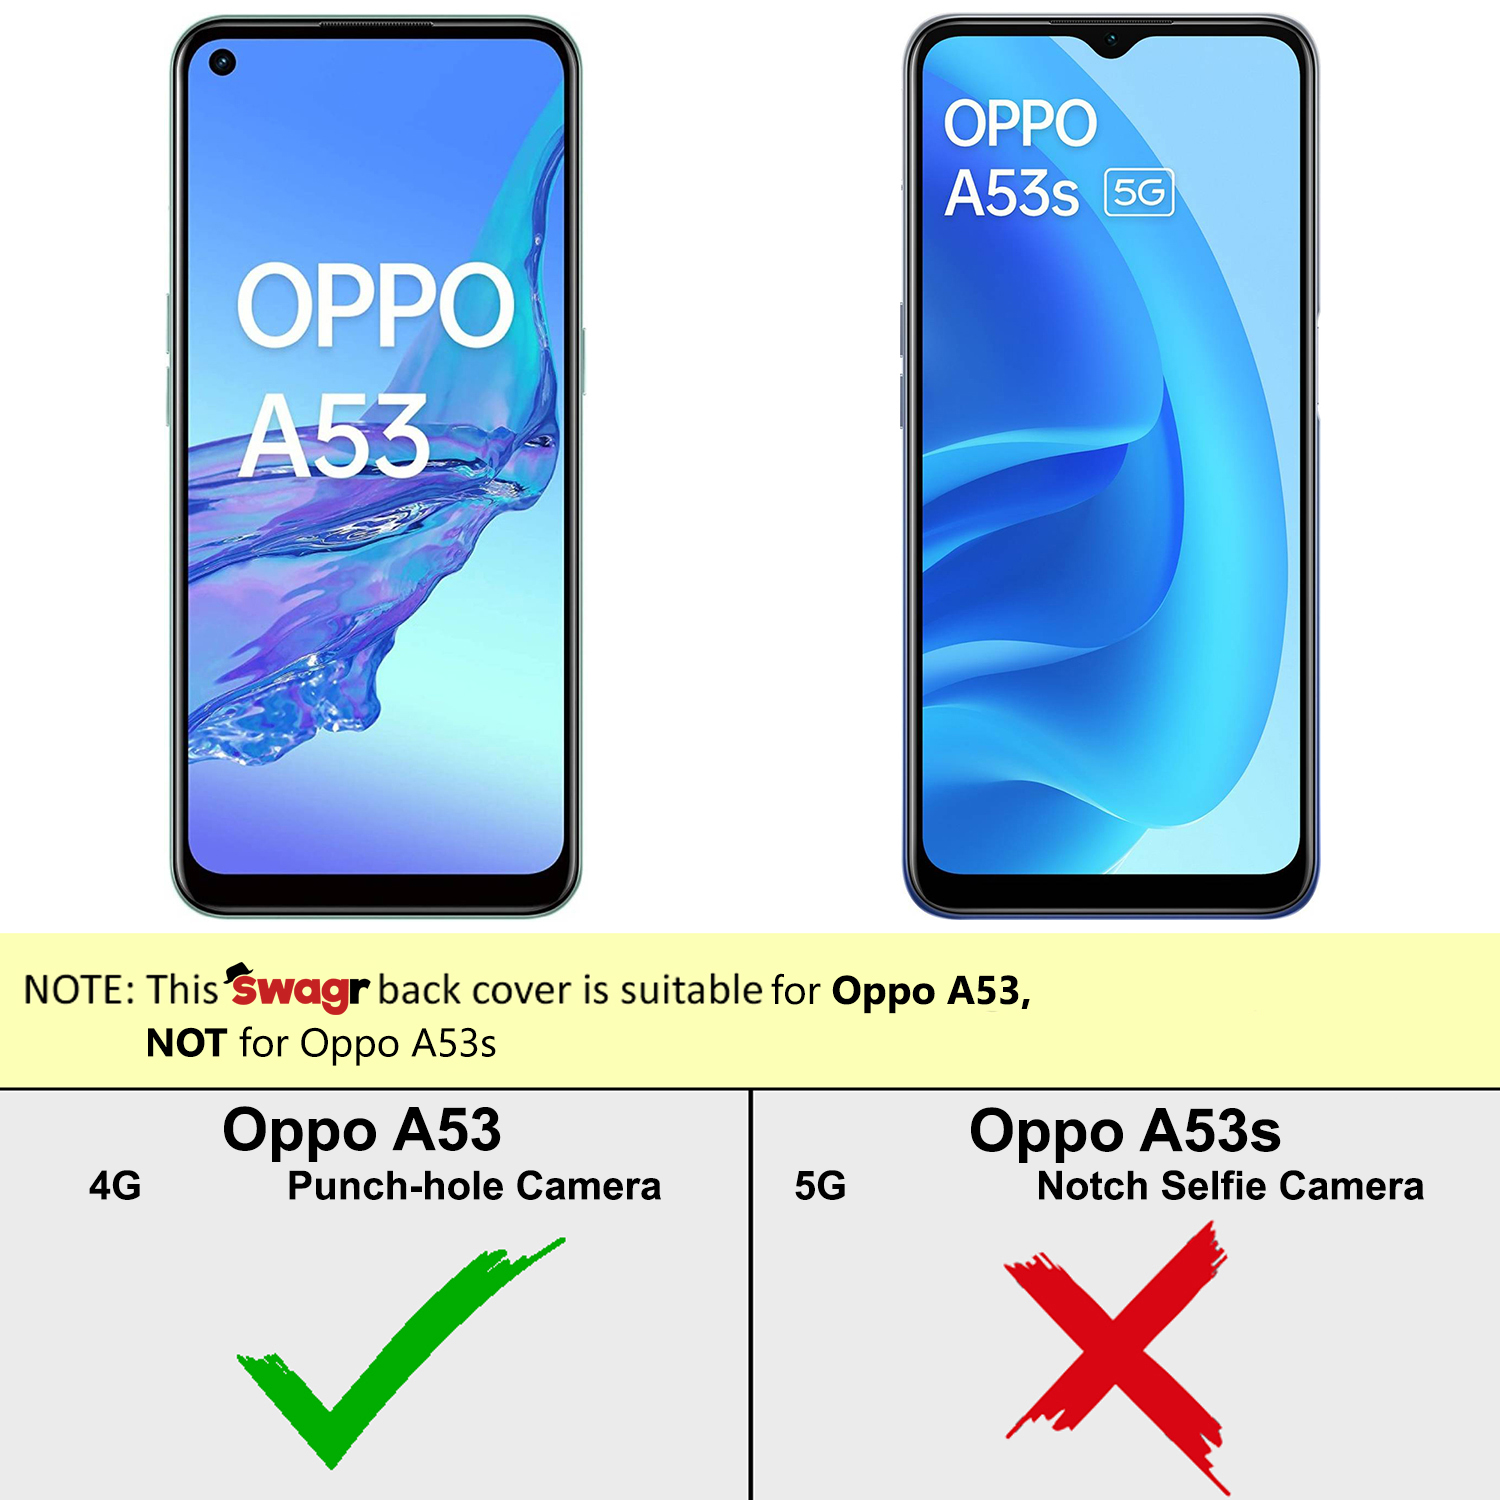 OPPO
A53
OPPO
A53s 5G
NOTE: This Swagr back cover is suitable for Oppo A53,
NOT for Oppo A53s
Oppo A53
4G Punch-hole Camera
Oppo A53s
5G Notch Selfie Camera